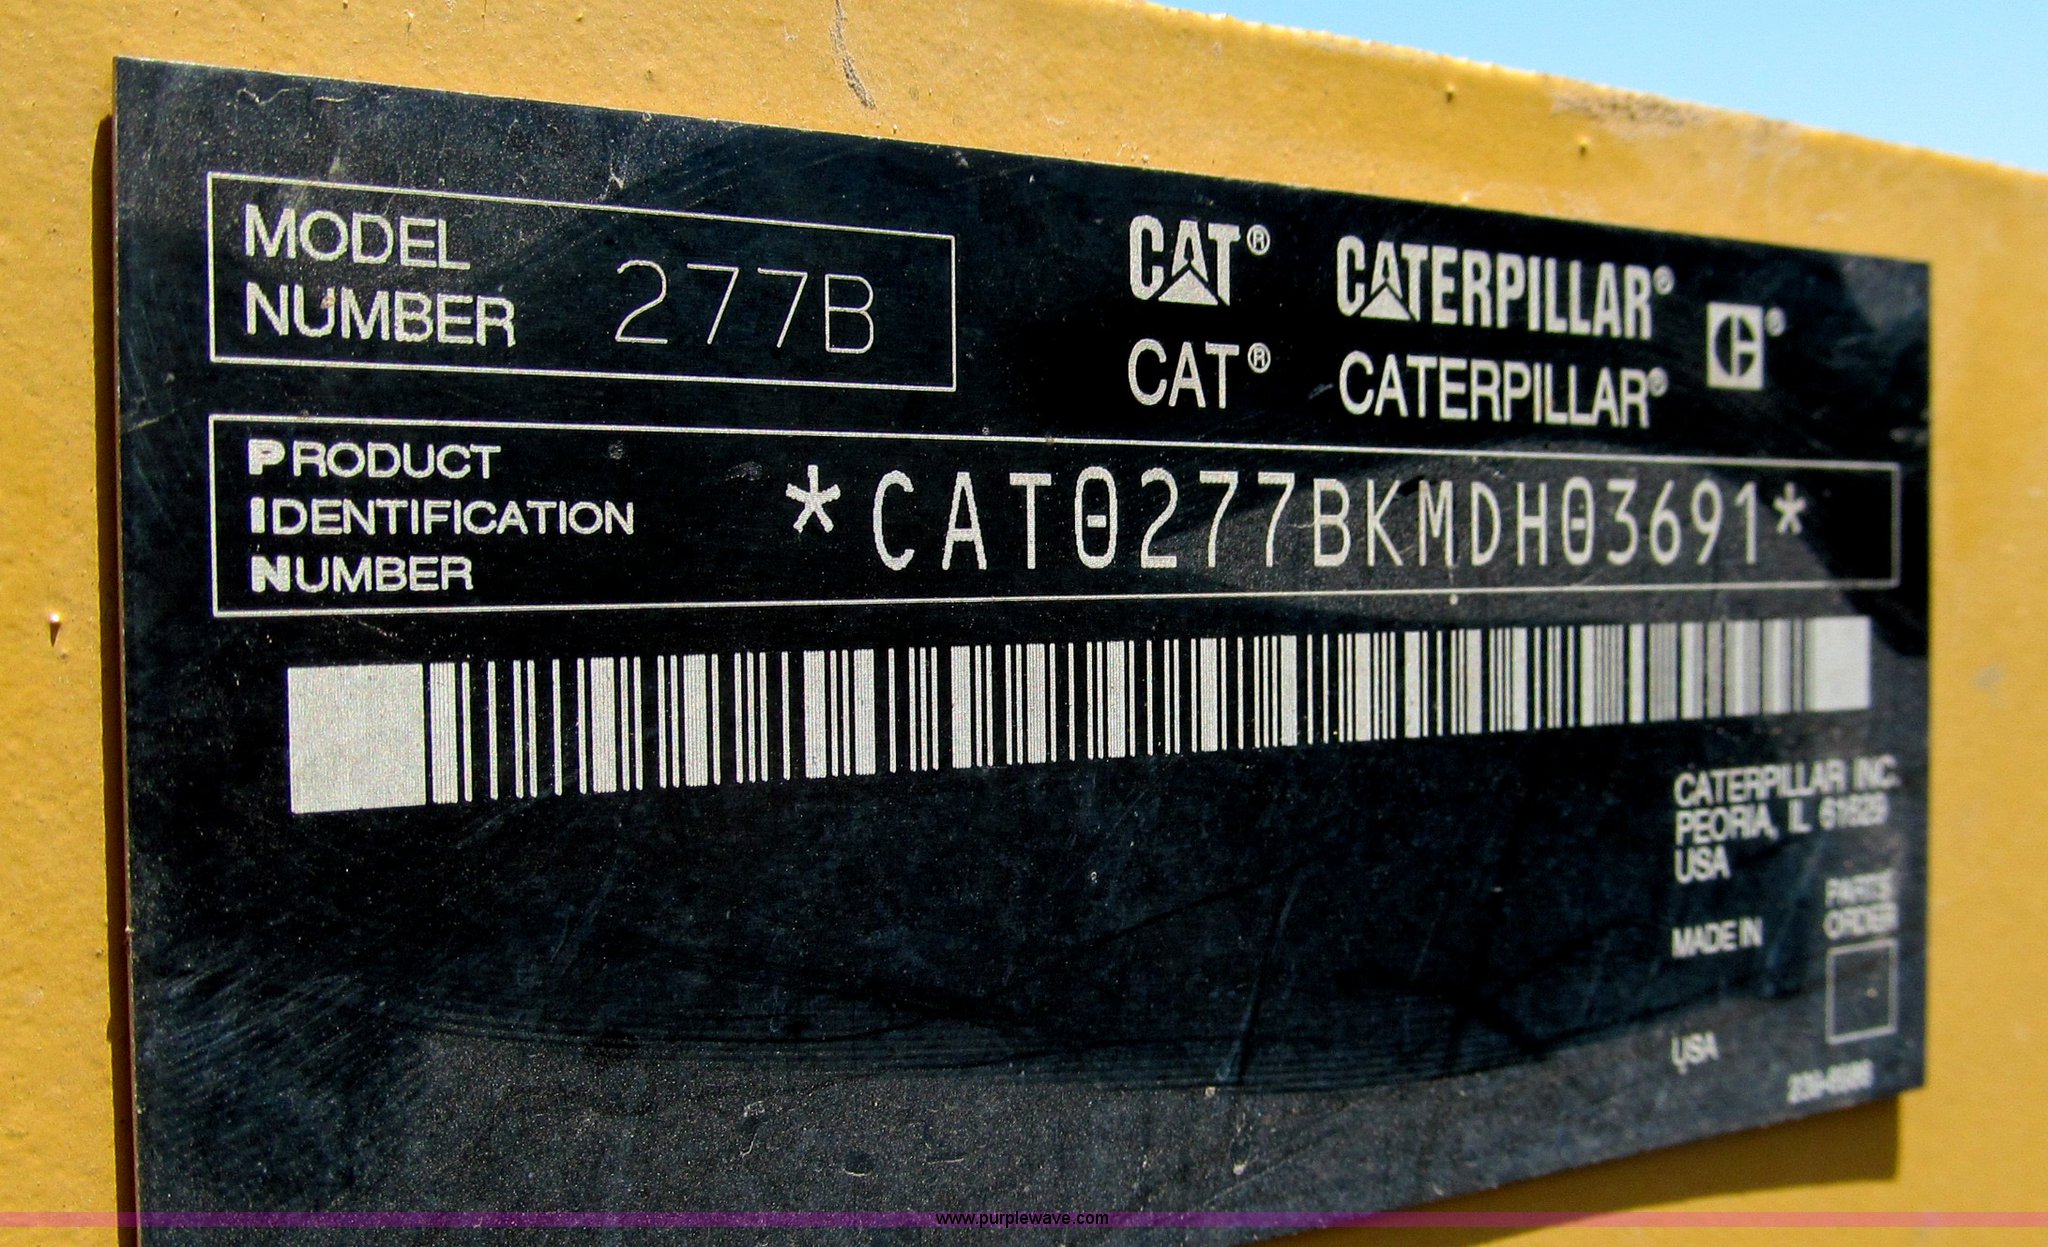 MODEL
NUMBER
277B
CAT® CATERPILLAR®
CAT® CATERPILLAR®
C®
PRODUCT
IDENTIFICATION
NUMBER
*CAT0277BKMDH03691*
CATERPILLAR INC.
PEORIA, IL 61629
USA
PARTS
ORDER
MADE IN
USA
www.purplewave.com